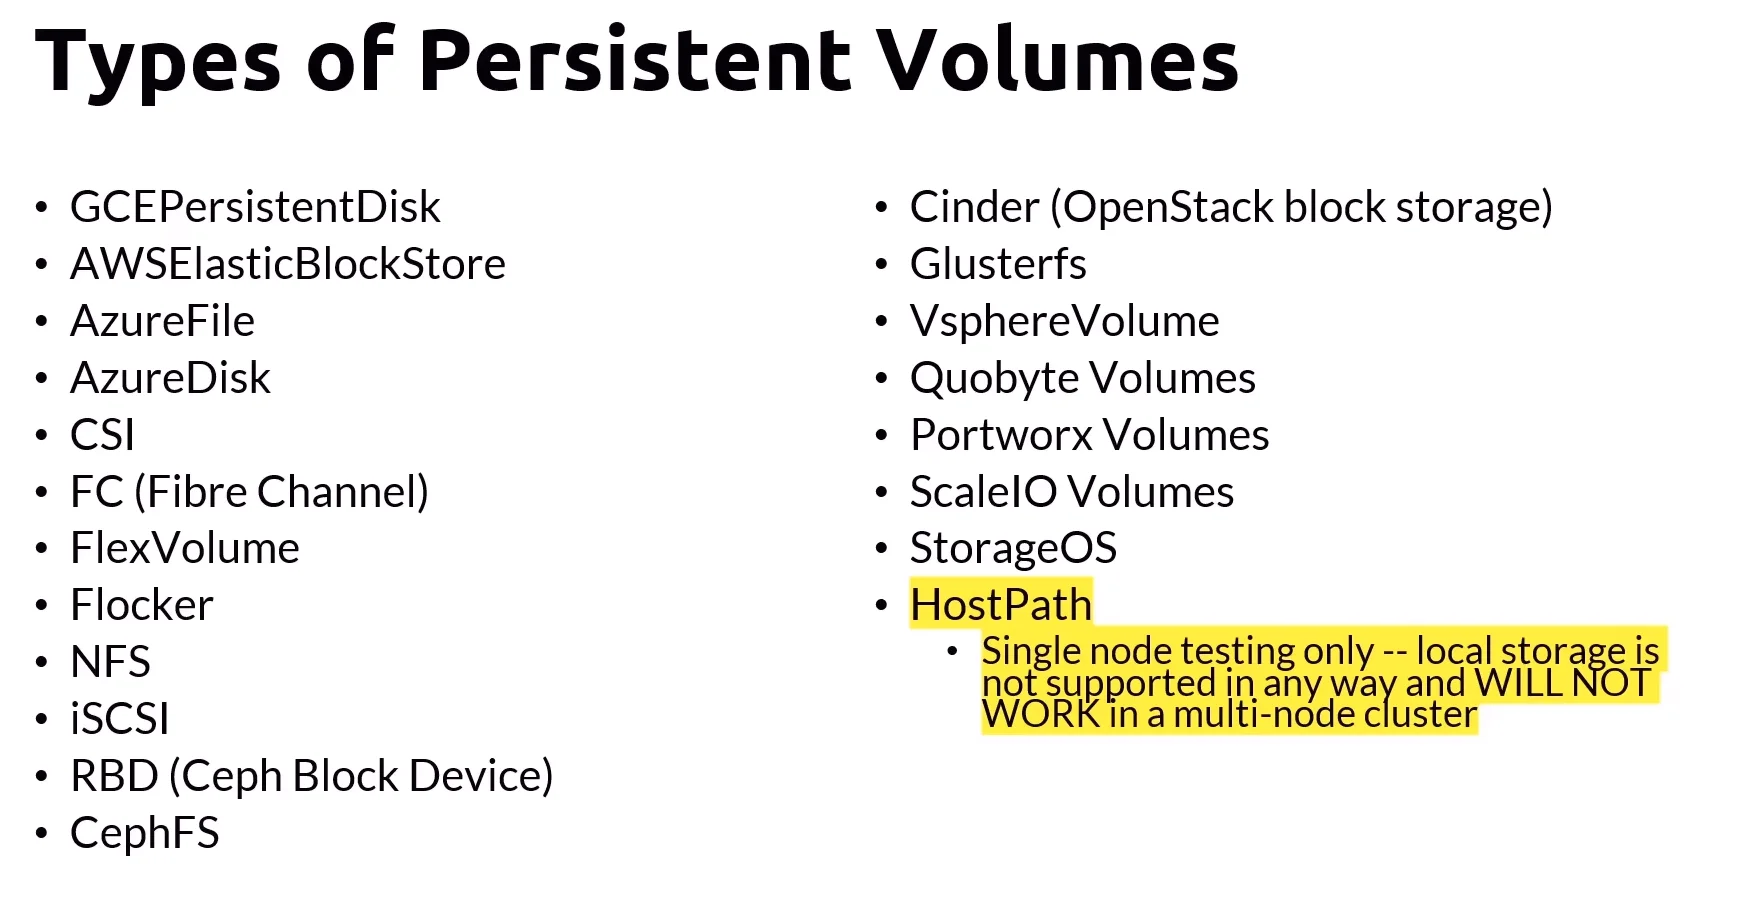 Types of Persistent Volumes
• GCEPersistentDisk
• AWSElasticBlockStore
• AzureFile
• AzureDisk
• CSI
• FC (Fibre Channel)
• FlexVolume
• Flocker
• NFS
• iSCSI
• RBD (Ceph Block Device)
• CephFS
• Cinder (OpenStack block storage)
• Glusterfs
• VsphereVolume
• Quobyte Volumes
• Portworx Volumes
• ScaleIO Volumes
• StorageOS
• HostPath
• Single node testing only -- local storage is
not supported in any way and WILL NOT
WORK in a multi-node cluster